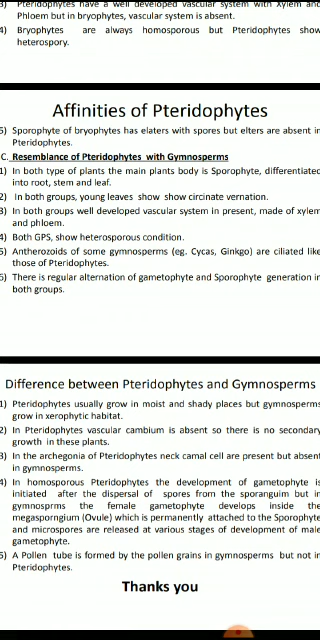 3) Pteridophytes have a well developed vascular system with Xylem and
Phloem but in bryophytes, vascular system is absent.
4) Bryophytes are always homosporous but Pteridophytes show
heterospory.
Affinities of Pteridophytes
5) Sporophyte of bryophytes has elaters with spores but elters are absent in
Pteridophytes.
C. Resemblance of Pteridophytes with Gymnosperms
1) In both type of plants the main plants body is Sporophyte, differentiated
into root, stem and leaf.
2) In both groups, young leaves show show circinate vernation.
3) In both groups well developed vascular system in present, made of xylem
and phloem.
4) Both GPS, show heterosporous condition.
5) Antherozoids of some gymnosperms (eg. Cycas, Ginkgo) are ciliated like
those of Pteridophytes.
6) There is regular alternation of gametophyte and Sporophyte generation in
both groups.
Difference between Pteridophytes and Gymnosperms
1) Pteridophytes usually grow in moist and shady places but gymnosperms
grow in xerophytic habitat.
2) In Pteridophytes vascular cambium is absent so there is no secondary
growth in these plants.
3) In the archegonia of Pteridophytes neck camal cell are present but absent
in gymnosperms.
4) In homosporous Pteridophytes the development of gametophyte is
initiated after the dispersal of spores from the sporanguim but in
gymnosprms the female gametophyte develops inside the
megasporngium (Ovule) which is permanently attached to the Sporophyte
and microspores are released at various stages of development of male
gametophyte.
5) A Pollen tube is formed by the pollen grains in gymnosperms but not in
Pteridophytes.
Thanks you